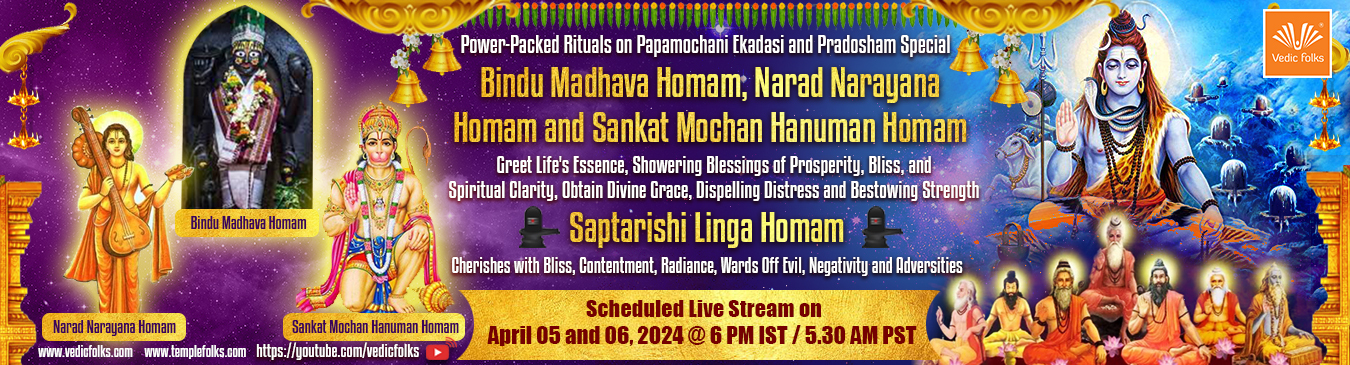 Vedic folks
Power-Packed Rituals on Papamochani Ekadasi and Pradosham Special
Bindu Madhava Homam, Narad Narayana
Homam and Sankat Mochan Hanuman Homam
Greet Life's Essence, Showering Blessings of Prosperity, Bliss, and
Spiritual Clarity, Obtain Divine Grace, Dispelling Distress and Bestowing Strength
Saptarishi Linga Homam
Cherishes with Bliss, Contentment, Radiance, Wards Off Evil, Negativity and Adversities
Scheduled Live Stream on
April 05 and 06, 2024 @ 6 PM IST / 5.30 AM PST
Bindu Madhava Homam
Narad Narayana Homam
Sankat Mochan Hanuman Homam
www.vedicfolks.com www.templefolks.com https://youtube.com/vedicfolks